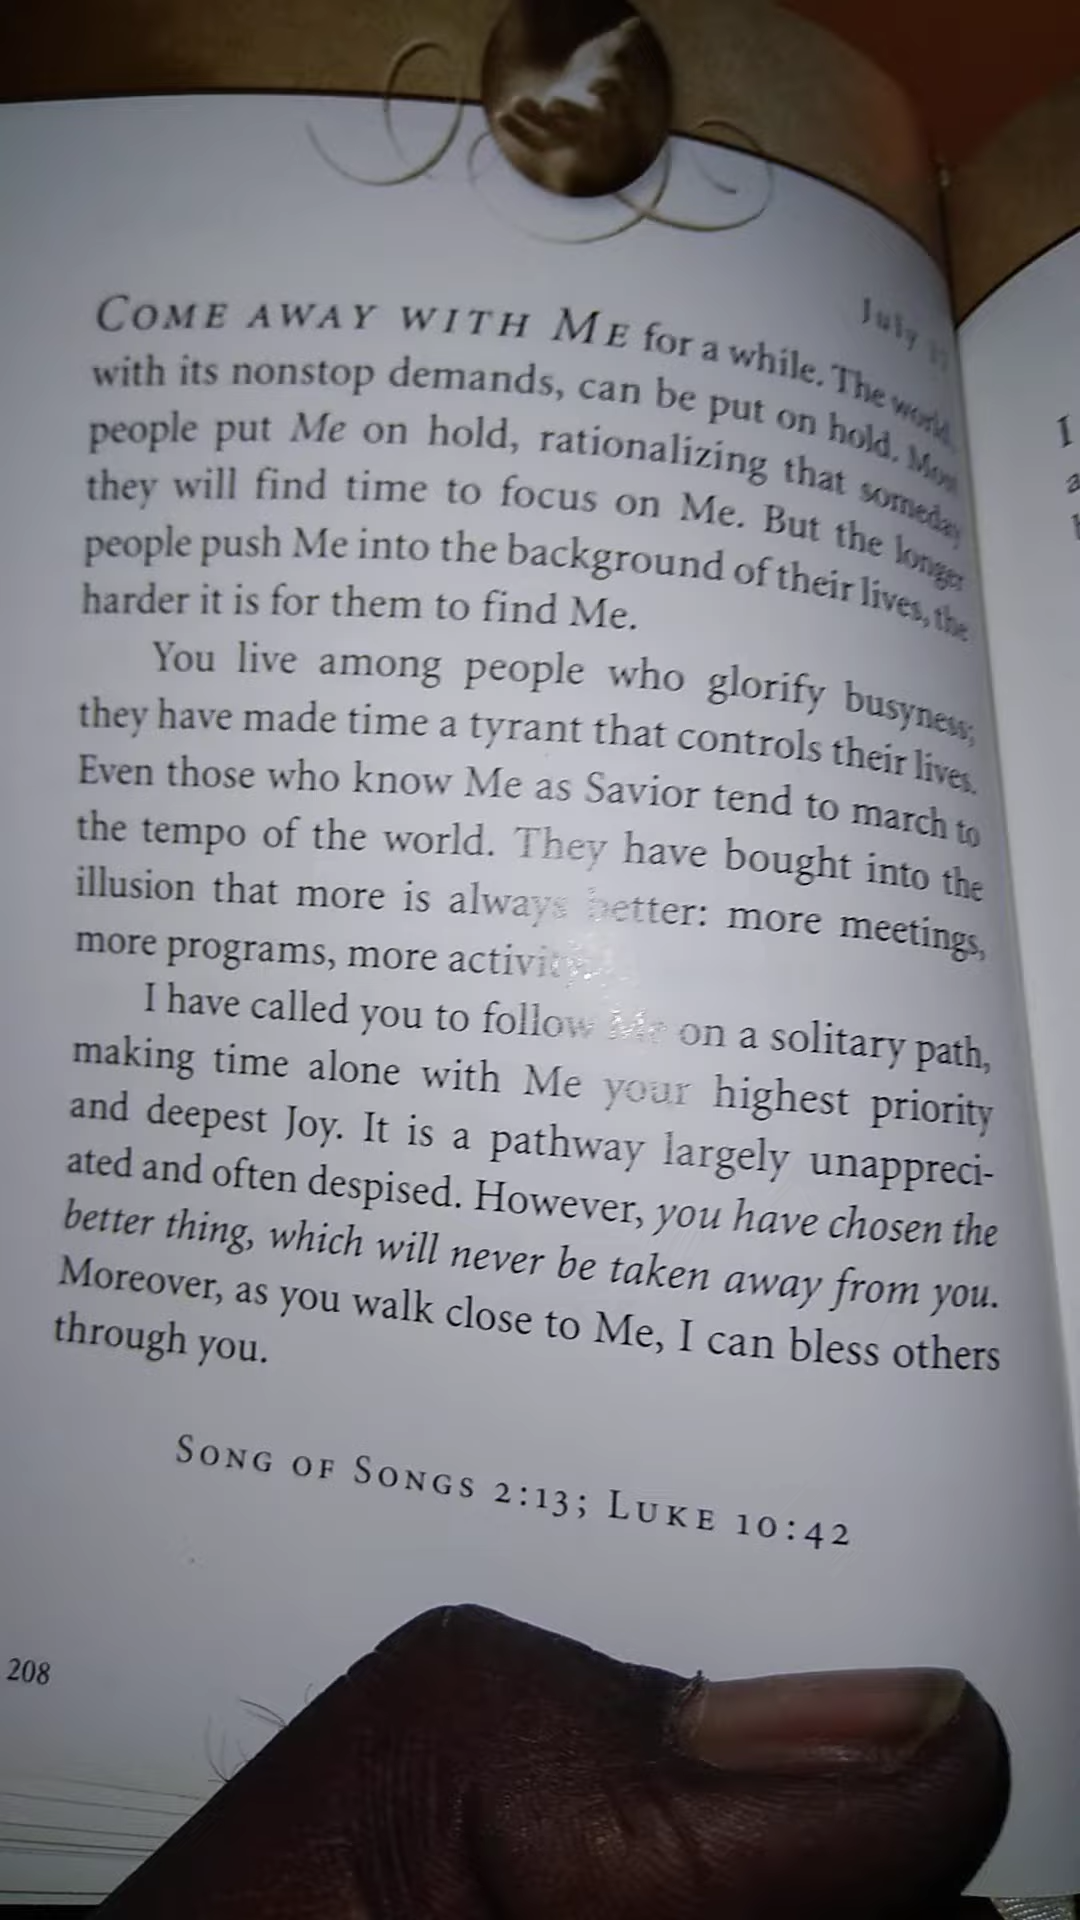 July
COME AWAY WITH ME for a while. The world,
with its nonstop demands, can be put on hold. Most
people put Me on hold, rationalizing that someday
they will find time to focus on Me. But the longer
people push Me into the background of their lives, the
harder it is for them to find Me.
You live among people who glorify busyness;
they have made time a tyrant that controls their lives.
Even those who know Me as Savior tend to march to
the tempo of the world. They have bought into the
illusion that more is always better: more meetings,
more programs, more activity.
I have called you to follow Me on a solitary path,
making time alone with Me your highest priority
and deepest Joy. It is a pathway largely unappreci-
ated and often despised. However, you have chosen the
better thing, which will never be taken away from you.
Moreover, as you walk close to Me, I can bless others
through you.
SONG OF SONGS 2:13; LUKE 10:42
208
I
a